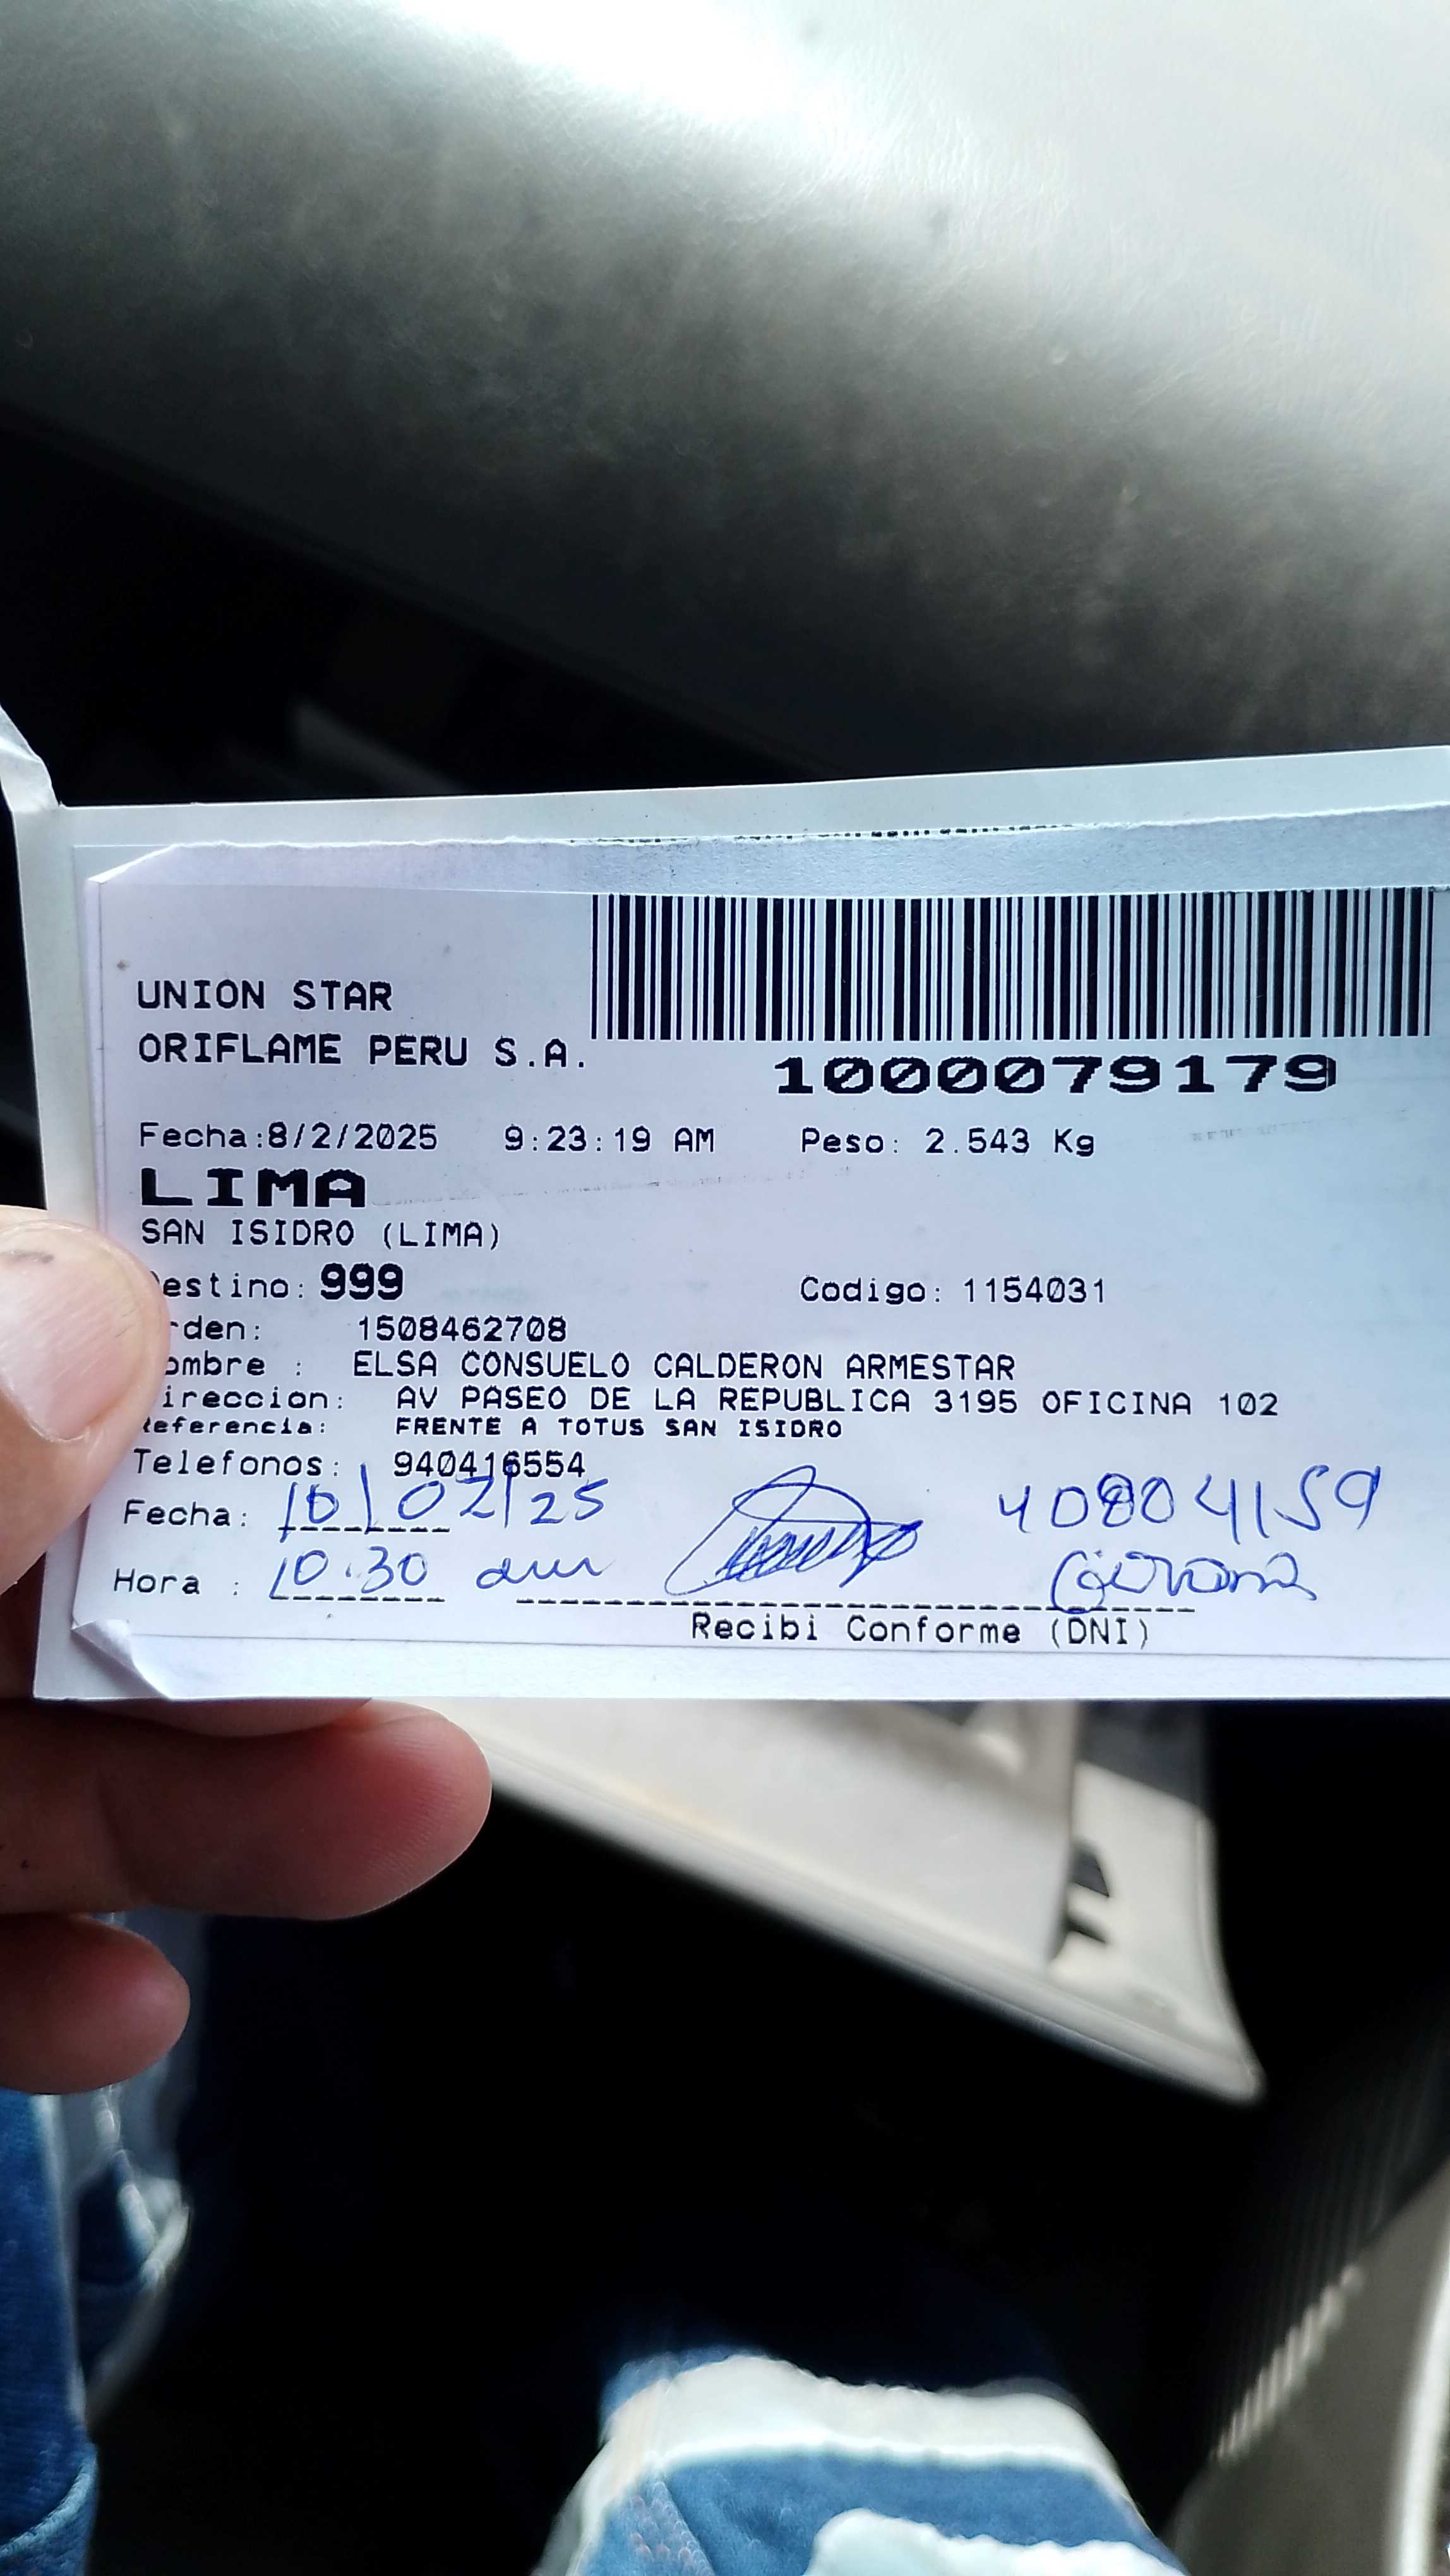 UNION STAR
ORIFLAME PERU S.A.
1000079179
Fecha:8/2/2025 9:23:19 AM Peso: 2.543 Kg
LIMA
SAN ISIDRO (LIMA)
estino: 999 Codigo: 1154031
rden: 1508462708
ombre : ELSA CONSUELO CALDERON ARMESTAR
ireccion: AV PASEO DE LA REPUBLICA 3195 OFICINA 102
Referencia: FRENTE A TOTUS SAN ISIDRO
Telefonos: 940416554
Fecha: 10/02/25 40804159
Hora : 10:30 am
Recibi Conforme (DNI)